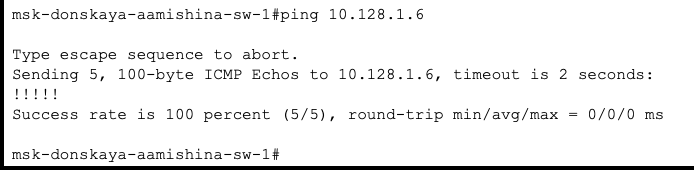 msk-donskaya-aamishina-sw-1#ping 10.128.1.6
Type escape sequence to abort.
Sending 5, 100-byte ICMP Echos to 10.128.1.6, timeout is 2 seconds:
!!!!!
Success rate is 100 percent (5/5), round-trip min/avg/max = 0/0/0 ms
msk-donskaya-aamishina-sw-1#